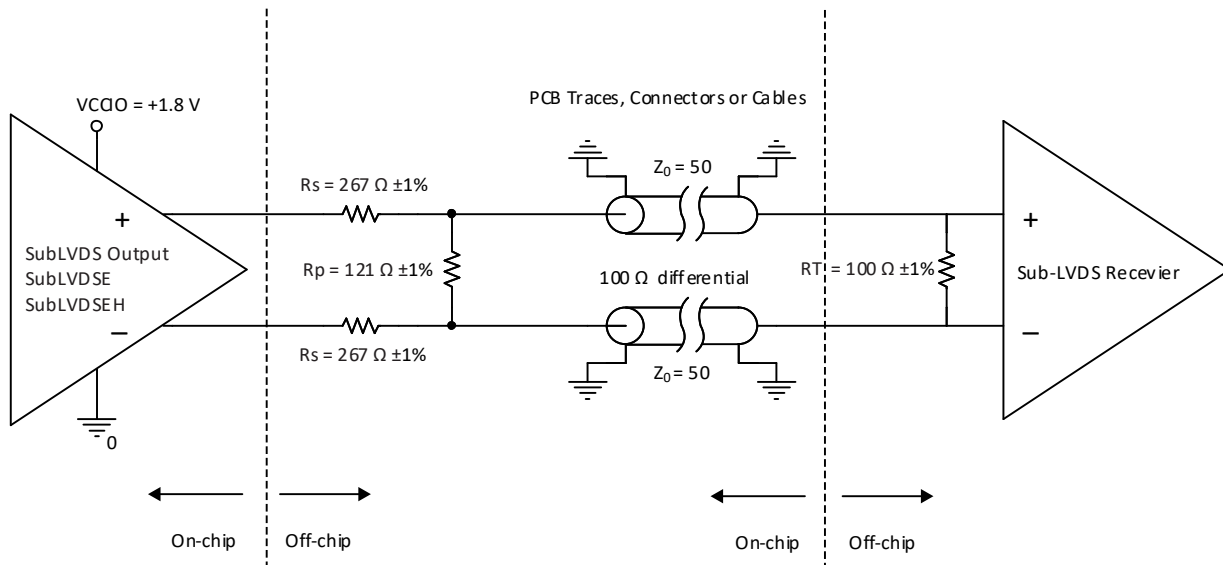 VCCIO = +1.8 V
PCB Traces, Connectors or Cables
Z0 = 50
Rs = 267 Ω ±1%
+
+
SubLVDS Output
SubLVDSE
SubLVDSEH
Rp = 121 Ω ±1%
100 Ω differential
RT = 100 Ω ±1%
Sub-LVDS Recevier
−
−
Rs = 267 Ω ±1%
Z0 = 50
0
On-chip
Off-chip
On-chip
Off-chip